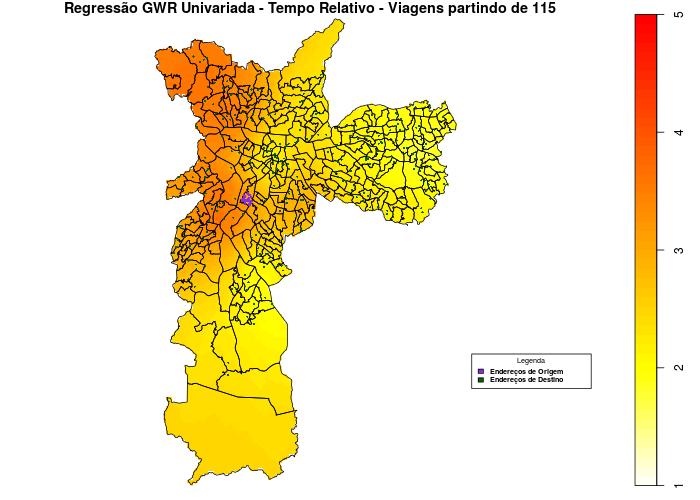 Regressão GWR Univariada - Tempo Relativo - Viagens partindo de 115
5
4
3
2
1
Legenda
Endereços de Origem
Endereços de Destino